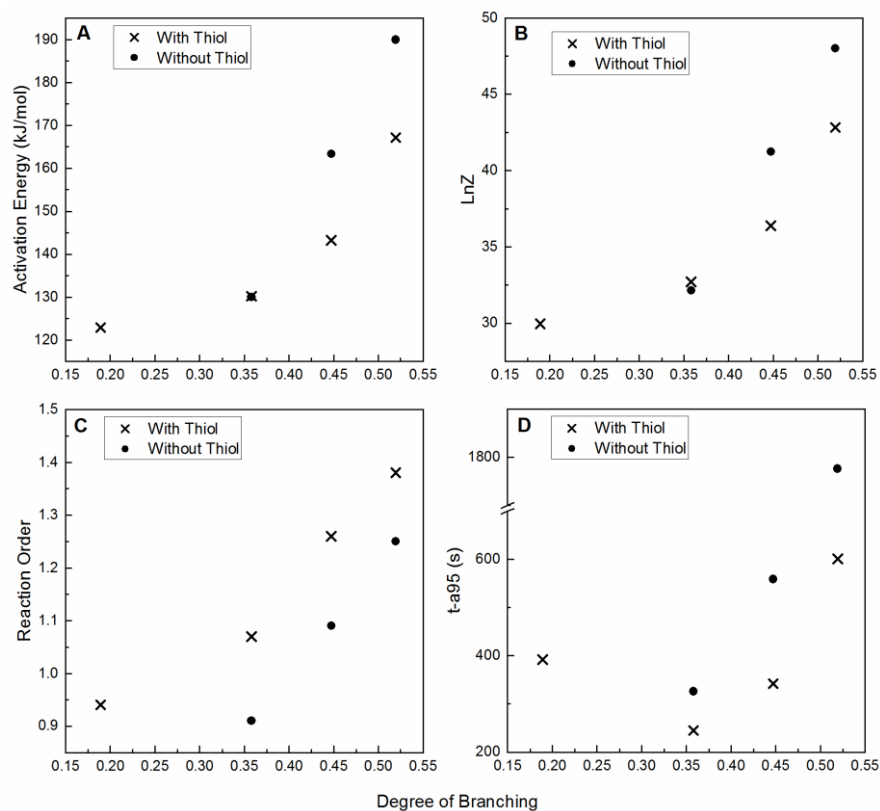 A
With Thiol
Without Thiol
Activation Energy (kJ/mol)
190
180
170
160
150
140
130
120
0.15 0.20 0.25 0.30 0.35 0.40 0.45 0.50 0.55
B
With Thiol
Without Thiol
LnZ
50
45
40
35
30
0.15 0.20 0.25 0.30 0.35 0.40 0.45 0.50 0.55
C
With Thiol
Without Thiol
Reaction Order
1.5
1.4
1.3
1.2
1.1
1.0
0.9
0.15 0.20 0.25 0.30 0.35 0.40 0.45 0.50 0.55
D
With Thiol
Without Thiol
t-a95 (s)
1800
600
400
200
0.15 0.20 0.25 0.30 0.35 0.40 0.45 0.50 0.55
Degree of Branching